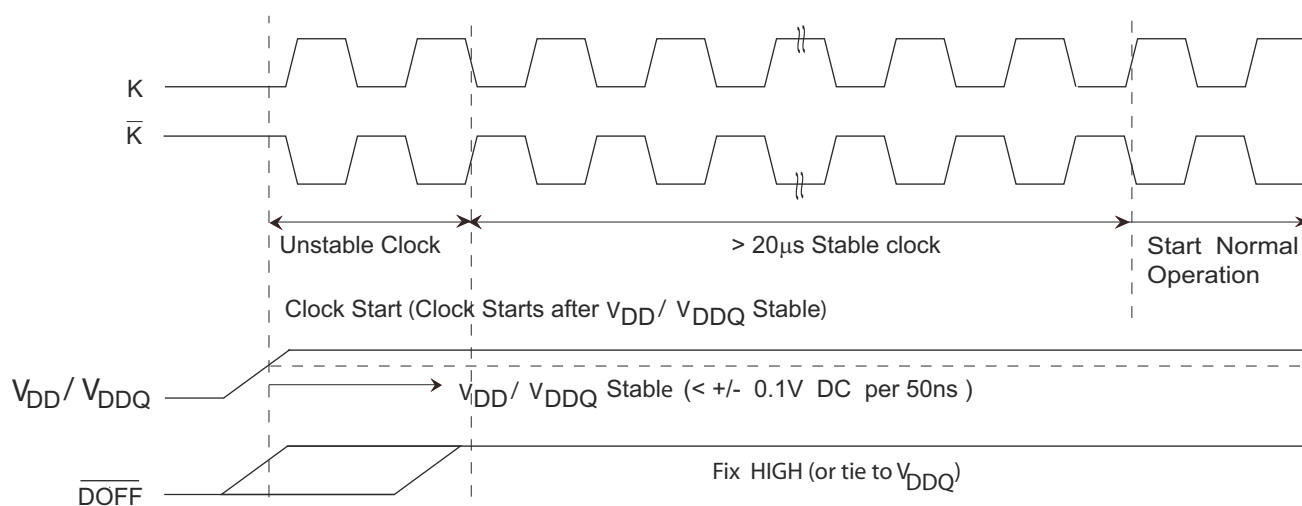 K
K̅
Unstable Clock
> 20μs Stable clock
Start Normal
Operation
Clock Start (Clock Starts after VDD / VDDQ Stable)
VDD / VDDQ
VDD / VDDQ Stable (< +/- 0.1V DC per 50ns )
Fix HIGH (or tie to VDDQ)
D̅O̅F̅F̅